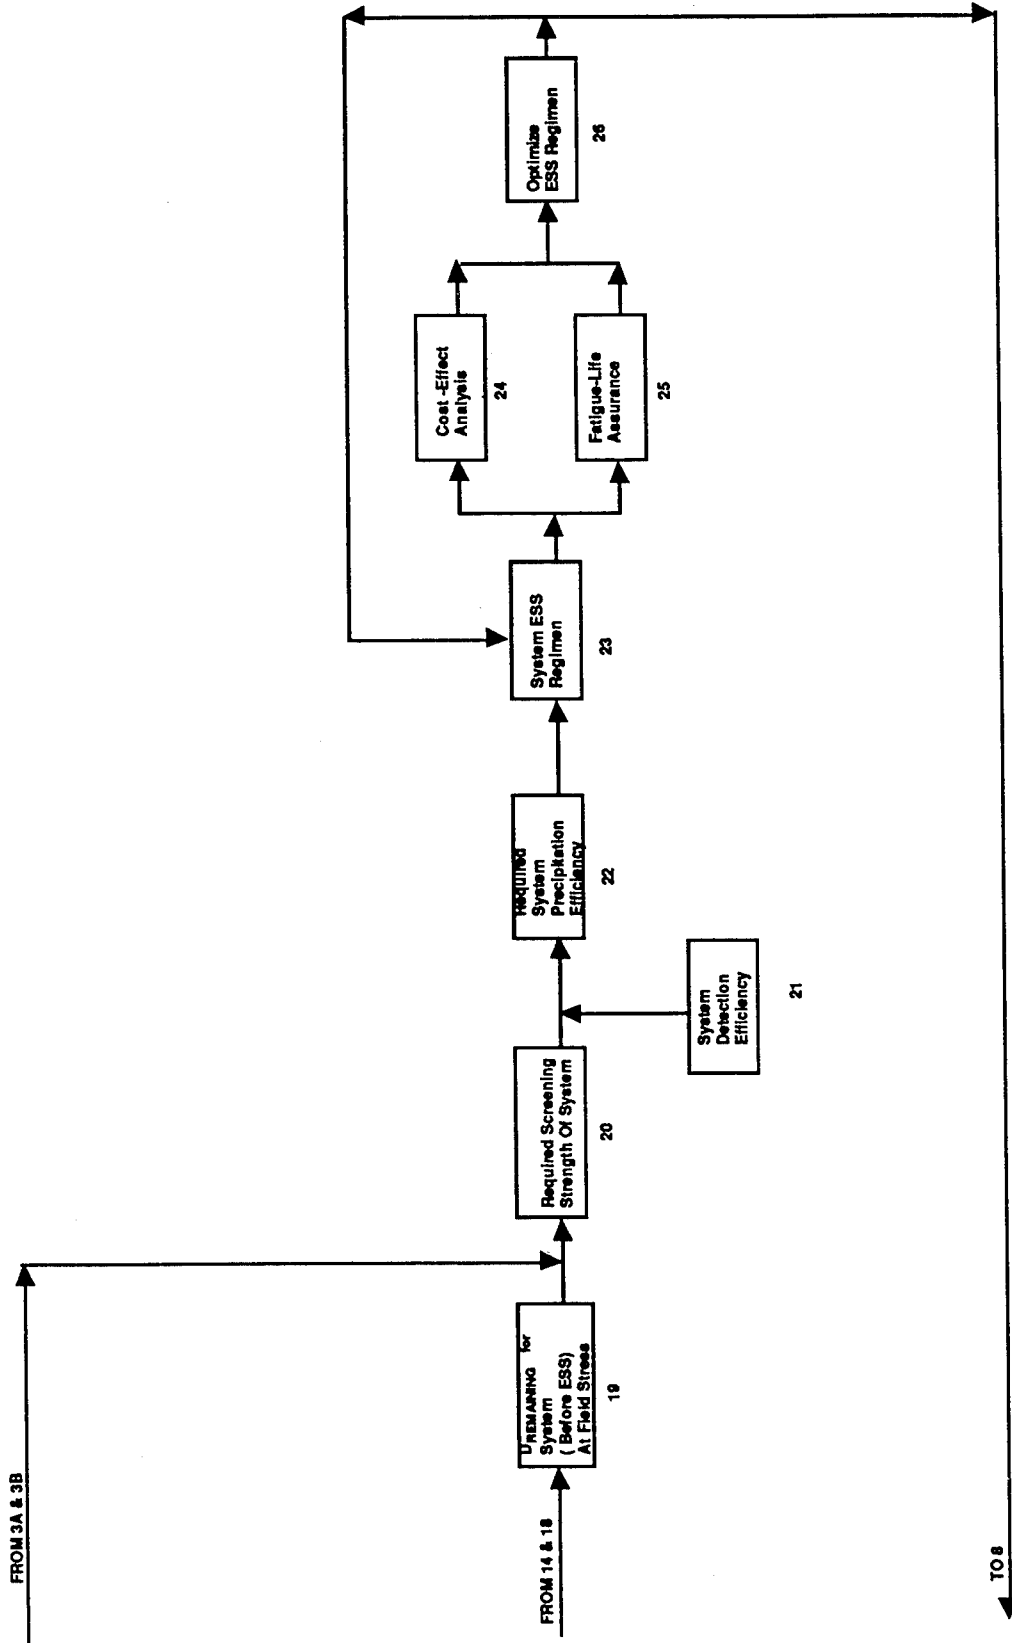 FROM 3A & 3B
FROM 14 & 18
DREMAINING for
System
( Before ESS)
At Field Stress
19
Required Screening
Strength Of System
20
System
Detection
Efficiency
21
Required
System
Precipitation
Efficiency
22
System ESS
Regimen
23
Cost -Effect
Analysis
24
Fatigue-Life
Assurance
25
Optimize
ESS Regimen
26
TO 8